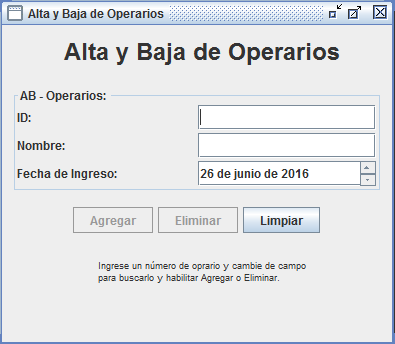 Alta y Baja de Operarios
Alta y Baja de Operarios
AB - Operarios:
ID:
Nombre:
Fecha de Ingreso: 26 de junio de 2016
Agregar Eliminar Limpiar
Ingrese un número de oprario y cambie de campo
para buscarlo y habilitar Agregar o Eliminar.